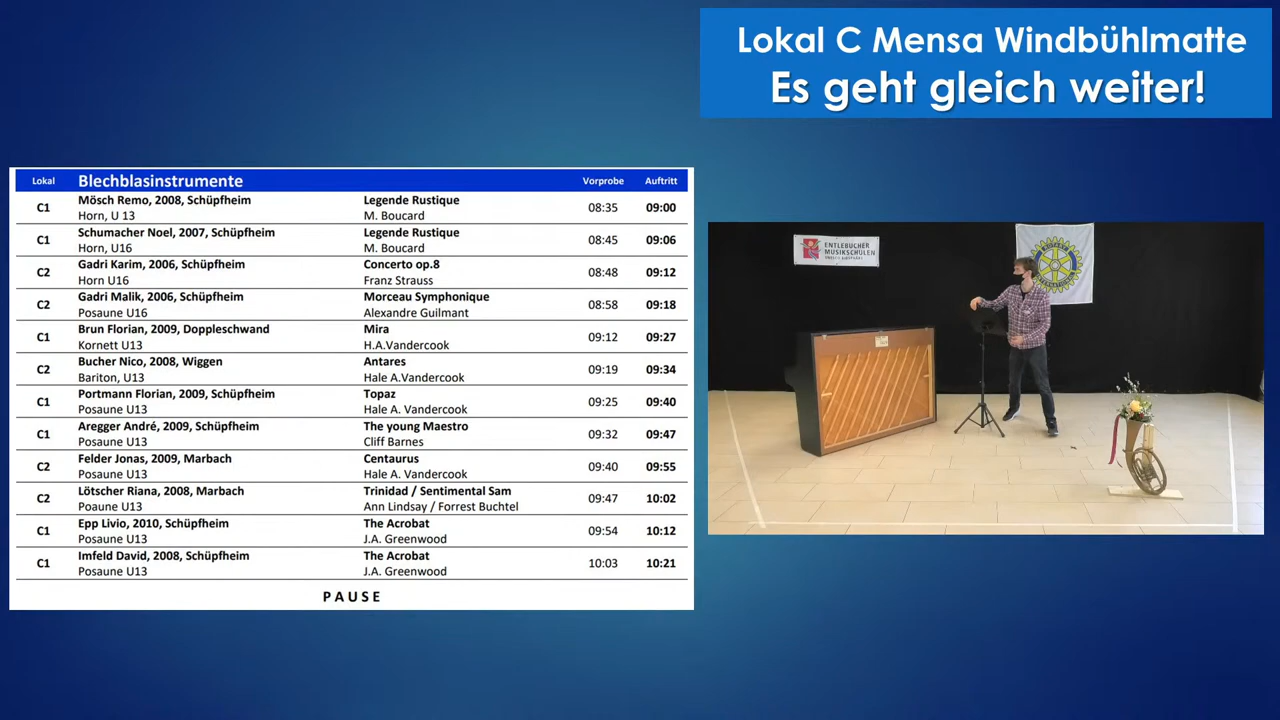 Lokal C Mensa Windbühlmatte
Es geht gleich weiter!
Lokal Blechblasinstrumente Vorprobe Auftritt
C1 Mösch Remo, 2008, Schüpfheim Legende Rustique 08:35 09:00
Horn, U 13 M. Boucard
C1 Schumacher Noel, 2007, Schüpfheim Legende Rustique 08:45 09:06
Horn, U16 M. Boucard
C2 Gadri Karim, 2006, Schüpfheim Concerto op.8 08:48 09:12
Horn U16 Franz Strauss
C2 Gadri Malik, 2006, Schüpfheim Morceau Symphonique 08:58 09:18
Posaune U16 Alexandre Guilmant
C1 Brun Florian, 2009, Doppleschwand Mira 09:12 09:27
Kornett U13 H.A.Vandercook
C2 Bucher Nico, 2008, Wiggen Antares 09:19 09:34
Bariton, U13 Hale A.Vandercook
C1 Portmann Florian, 2009, Schüpfheim Topaz 09:25 09:40
Posaune U13 Hale A. Vandercook
C1 Aregger André, 2009, Schüpfheim The young Maestro 09:32 09:47
Posaune U13 Cliff Barnes
C2 Felder Jonas, 2009, Marbach Centaurus 09:40 09:55
Posaune U13 Hale A. Vandercook
C2 Lötscher Riana, 2008, Marbach Trinidad / Sentimental Sam 09:47 10:02
Poaune U13 Ann Lindsay / Forrest Buchtel
C1 Epp Livio, 2010, Schüpfheim The Acrobat 09:54 10:12
Posaune U13 J.A. Greenwood
C1 Imfeld David, 2008, Schüpfheim The Acrobat 10:03 10:21
Posaune U13 J.A. Greenwood
PAUSE
ENTLEBUCHER
MUSIKSCHULEN
ROTARY
INTERNATIONAL